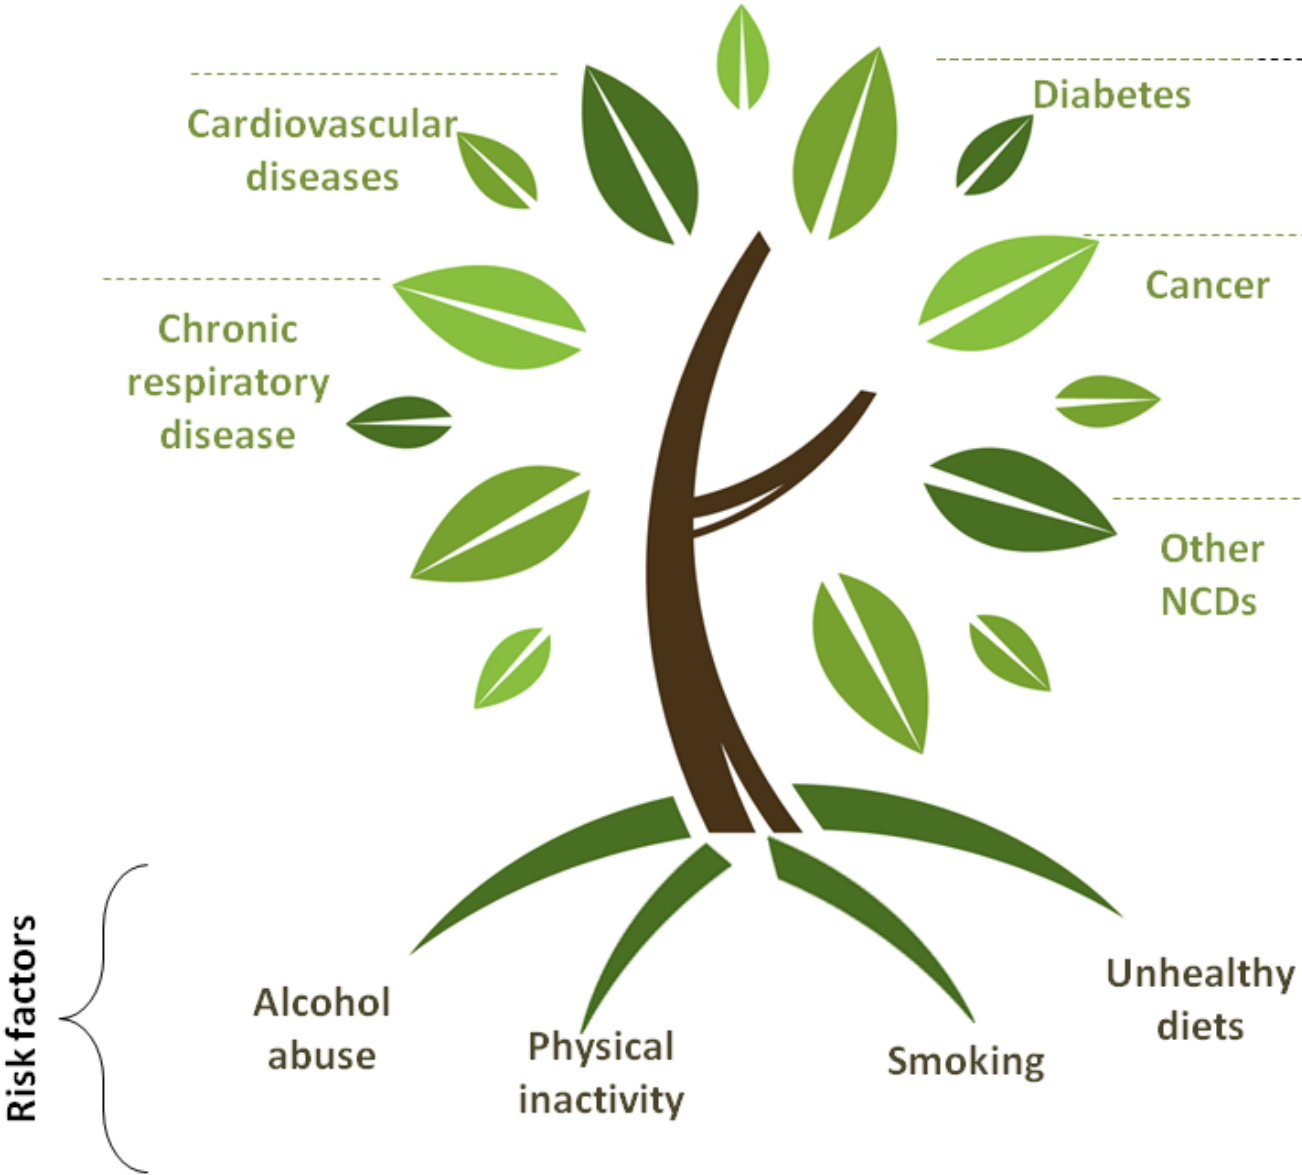 Cardiovascular
diseases
Diabetes
Chronic
respiratory
disease
Cancer
Other
NCDs
Risk factors
Alcohol
abuse
Physical
inactivity
Smoking
Unhealthy
diets